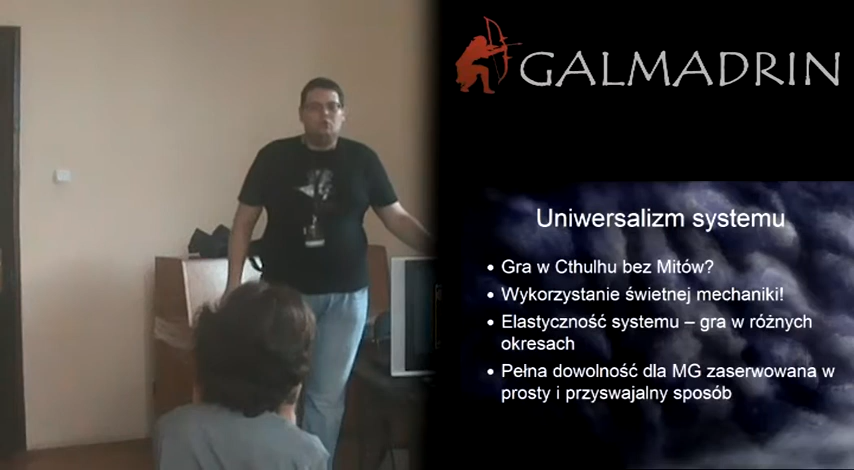 GALMADRIN
Uniwersalizm systemu
• Gra w Cthulhu bez Mitów?
• Wykorzystanie świetnej mechaniki!
• Elastyczność systemu – gra w różnych
okresach
• Pełna dowolność dla MG zaserwowana w
prosty i przyswajalny sposób